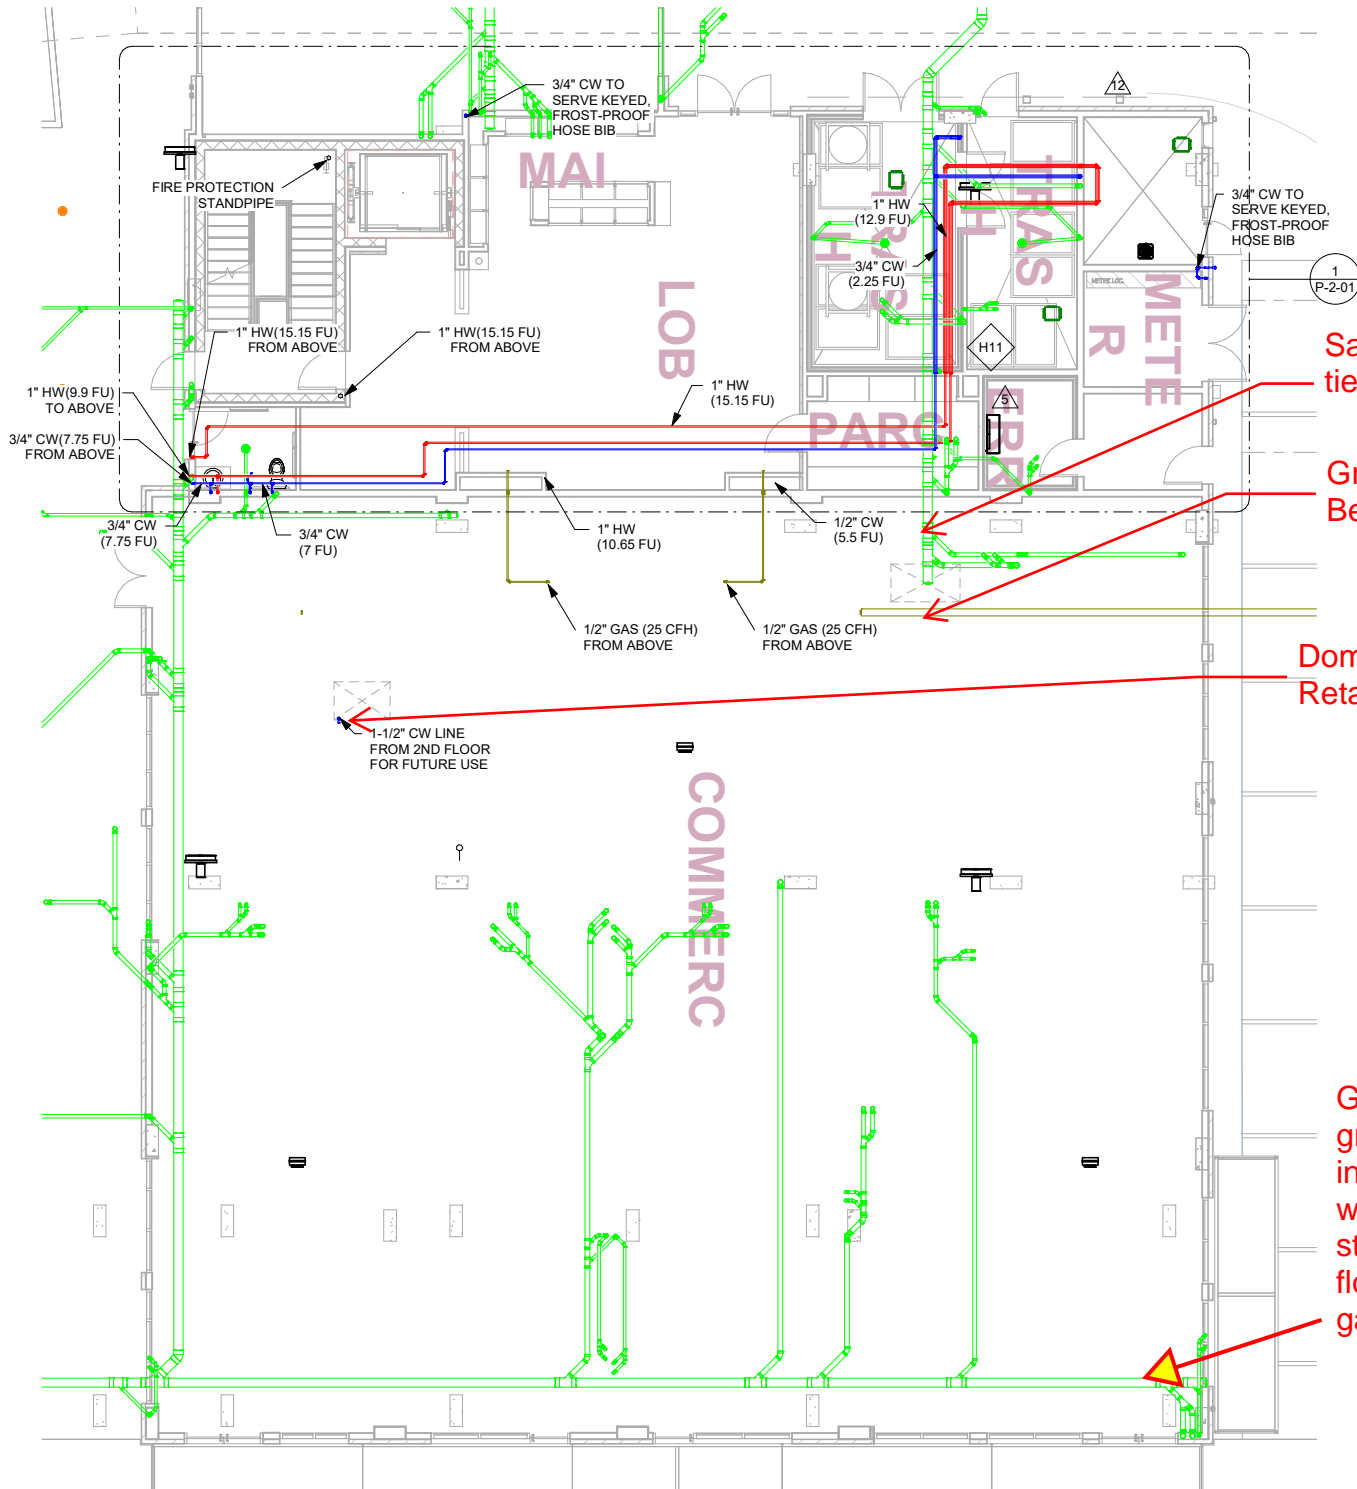 3/4" CW TO
SERVE KEYED,
FROST-PROOF
HOSE BIB
12
MAI
FIRE PROTECTION
STANDPIPE
TRAS
H
TRAS
H
1" HW
(12.9 FU)
3/4" CW
(2.25 FU)
3/4" CW TO
SERVE KEYED,
FROST-PROOF
HOSE BIB
1
P-2-01
METER LOC.
METE
R
LOB
H11
1" HW(15.15 FU)
FROM ABOVE
1" HW(15.15 FU)
FROM ABOVE
1" HW(9.9 FU)
TO ABOVE
3/4" CW(7.75 FU)
FROM ABOVE
1" HW
(15.15 FU)
PARC
5
ERR
Sa
tie
Gr
Be
3/4" CW
(7.75 FU)
3/4" CW
(7 FU)
1" HW
(10.65 FU)
1/2" CW
(5.5 FU)
1/2" GAS (25 CFH)
FROM ABOVE
1/2" GAS (25 CFH)
FROM ABOVE
Dom
Reta
1-1/2" CW LINE
FROM 2ND FLOOR
FOR FUTURE USE
COMMERC
G
gr
in
w
st
flo
ga